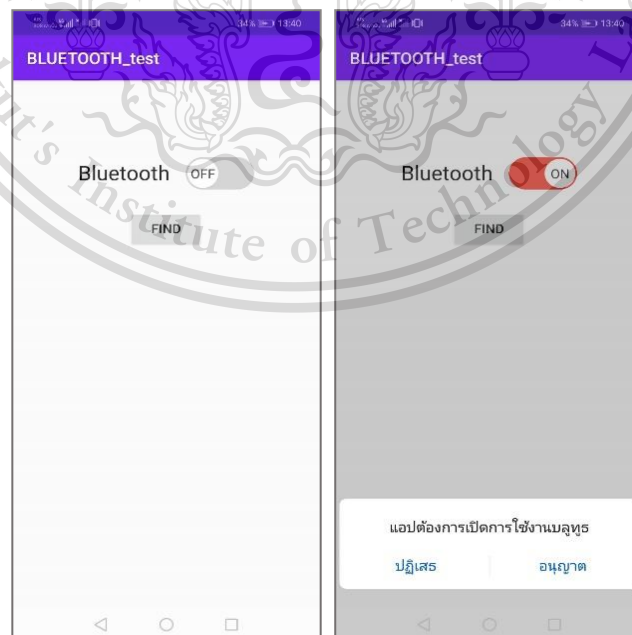 34% 13:40
BLUETOOTH_test
Bluetooth OFF
FIND
34% 13:40
BLUETOOTH_test
Bluetooth ON
FIND
แอปต้องการเปิดการใช้งานบลูทูธ
ปฏิเสธ อนุญาต
's Institute of Technology